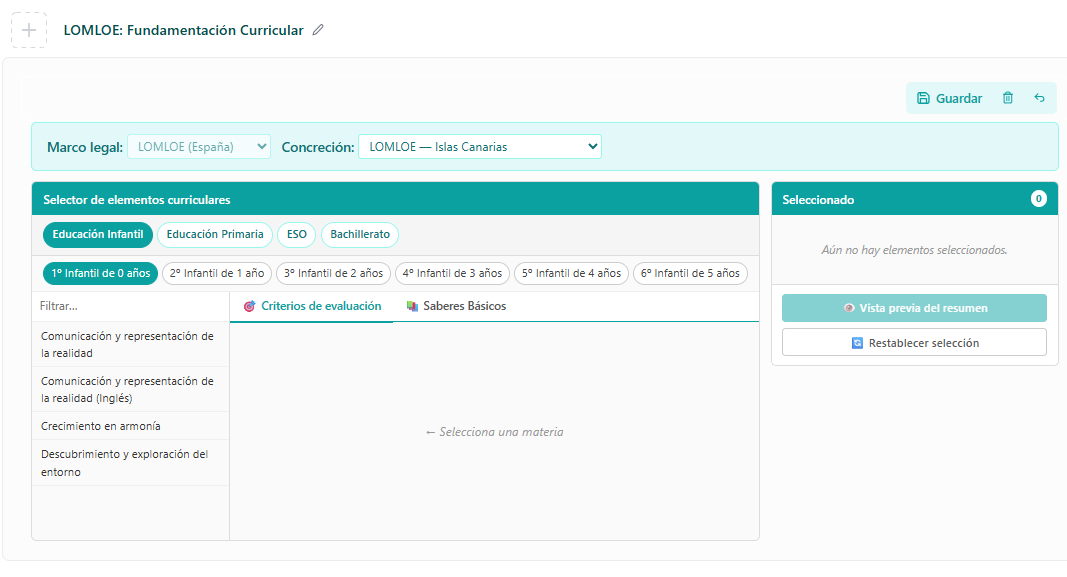 LOMLOE: Fundamentación Curricular
Guardar
Marco legal: LOMLOE (España) Concreción: LOMLOE — Islas Canarias
Selector de elementos curriculares
Educación Infantil Educación Primaria ESO Bachillerato
1º Infantil de 0 años 2º Infantil de 1 año 3º Infantil de 2 años 4º Infantil de 3 años 5º Infantil de 4 años 6º Infantil de 5 años
Filtrar...
Comunicación y representación de
la realidad
Comunicación y representación de
la realidad (Inglés)
Crecimiento en armonía
Descubrimiento y exploración del
entorno
Criterios de evaluación Saberes Básicos
← Selecciona una materia
Seleccionado 0
Aún no hay elementos seleccionados.
Vista previa del resumen
Restablecer selección